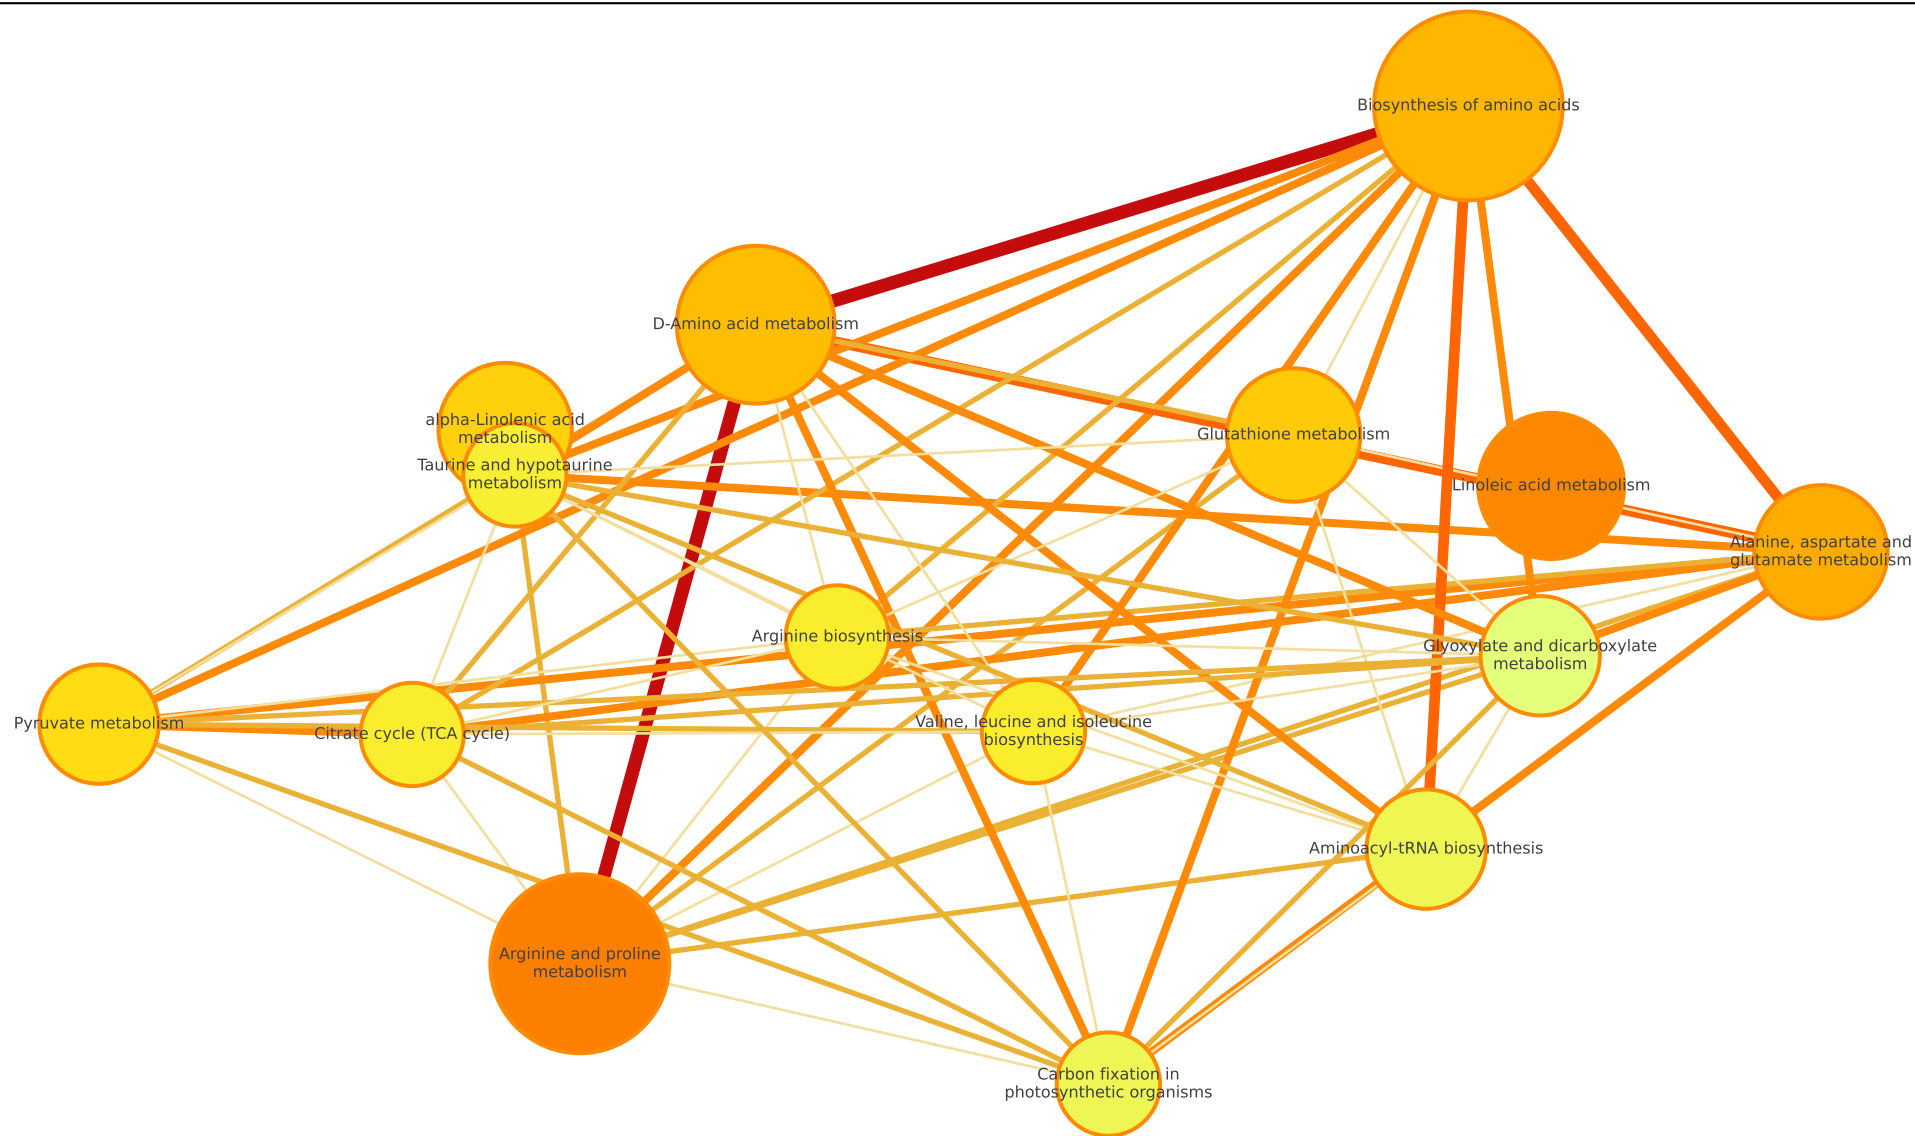 Biosynthesis of amino acids
D-Amino acid metabolism
alpha-Linolenic acid
metabolism
Taurine and hypotaurine
metabolism
Glutathione metabolism
Linoleic acid metabolism
Alanine, aspartate and
glutamate metabolism
Arginine biosynthesis
Glyoxylate and dicarboxylate
metabolism
Pyruvate metabolism
Citrate cycle (TCA cycle)
Valine, leucine and isoleucine
biosynthesis
Aminoacyl-tRNA biosynthesis
Arginine and proline
metabolism
Carbon fixation in
photosynthetic organisms